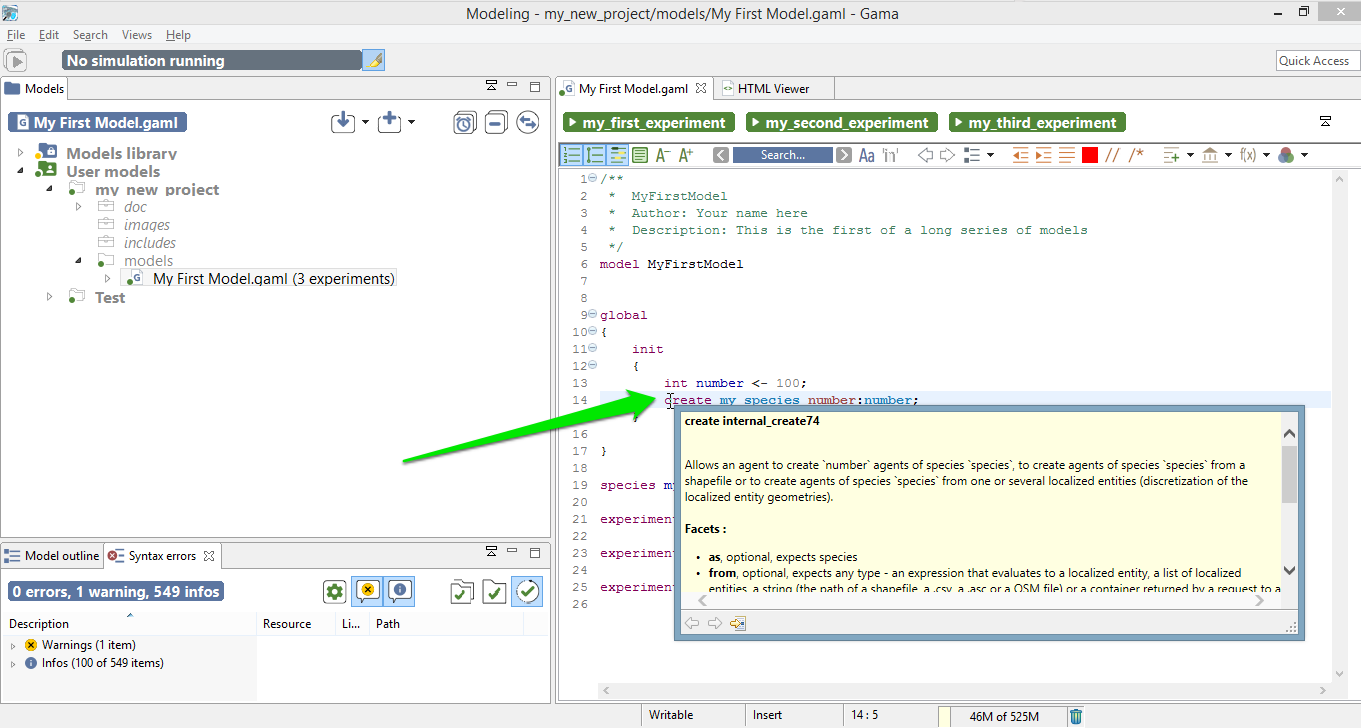 Modeling - my_new_project/models/My First Model.gaml - Gama
File Edit Search Views Help
No simulation running
Quick Access
Models
My First Model.gaml
Models library
User models
my_new_project
doc
images
includes
models
My First Model.gaml (3 experiments)
Test
Model outline Syntax errors
0 errors, 1 warning, 549 infos
Description Resource Li... Path
Warnings (1 item)
Infos (100 of 549 items)
My First Model.gaml HTML Viewer
my_first_experiment my_second_experiment my_third_experiment
A- A+ Search... Aa 'in' // /* f(x)
1 /**
2 * MyFirstModel
3 * Author: Your name here
4 * Description: This is the first of a long series of models
5 */
6 model MyFirstModel
7
8
9 global
10 {
11 init
12 {
13 int number <- 100;
14 create my_species number:number;
}
16
17 }
18
19 species my
20
21 experiment
22
23 experiment
24
25 experiment
26
create internal_create74
Allows an agent to create `number` agents of species `species`, to create agents of species `species` from a
shapefile or to create agents of species `species` from one or several localized entities (discretization of the
localized entity geometries).
Facets :
• as, optional, expects species
• from, optional, expects any type - an expression that evaluates to a localized entity, a list of localized
entities, a string (the path of a shapefile, a .csv, a .asc or a OSM file) or a container returned by a request to a
Writable Insert 14 : 5 46M of 525M